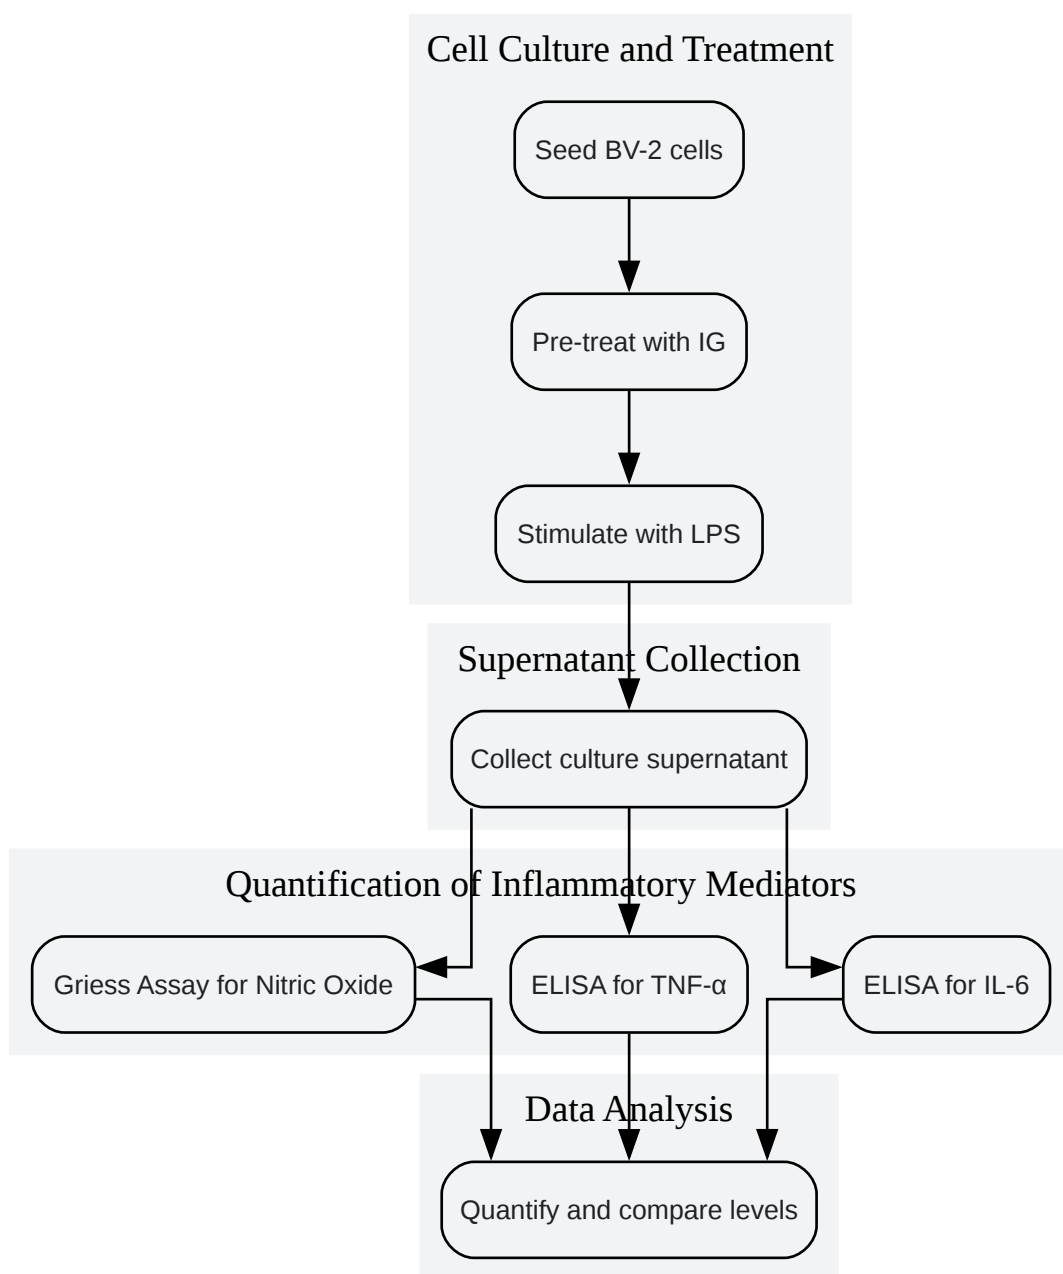 Cell Culture and Treatment
Seed BV-2 cells
Pre-treat with IG
Stimulate with LPS
Supernatant Collection
Collect culture supernatant
Quantification of Inflammatory Mediators
Griess Assay for Nitric Oxide
ELISA for TNF-α
ELISA for IL-6
Data Analysis
Quantify and compare levels